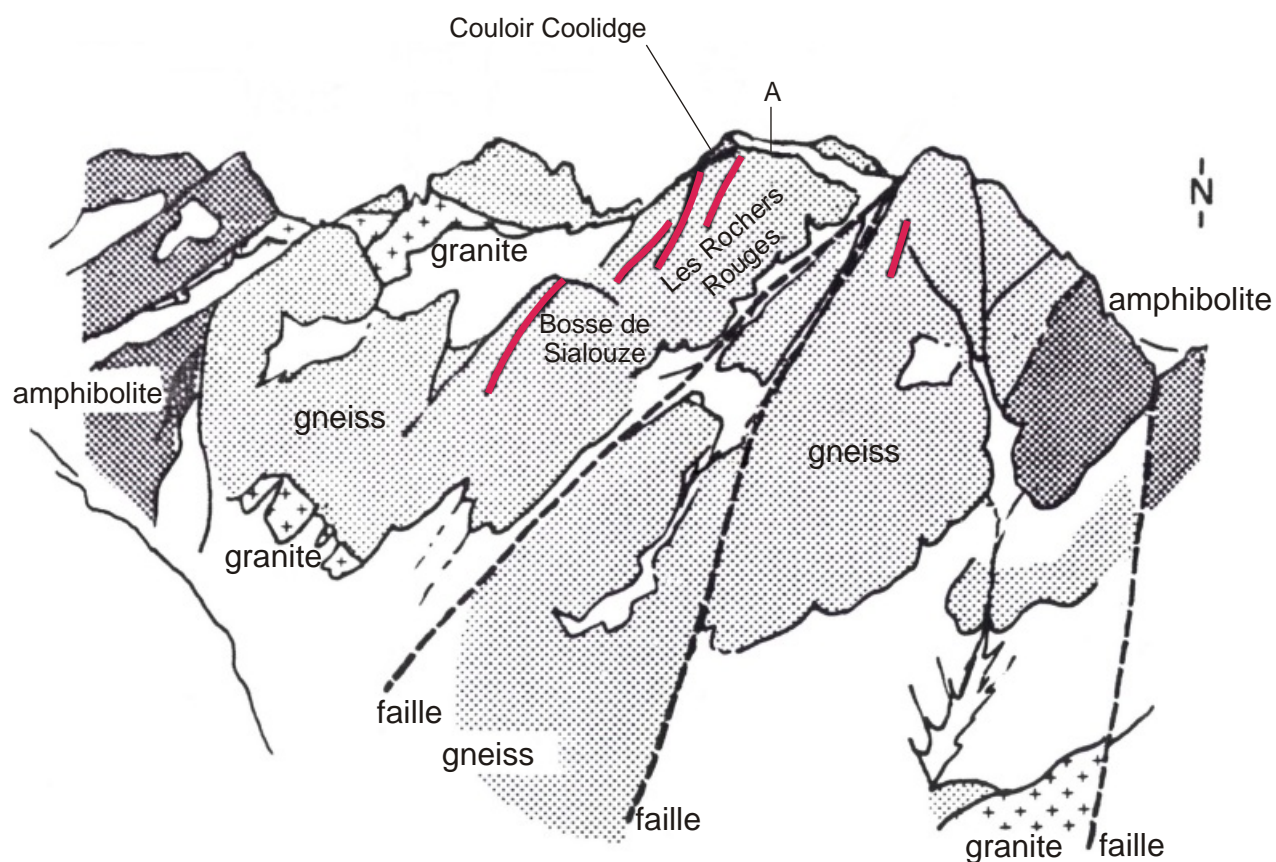 Couloir Coolidge
A
N
granite
Les Rochers
Rouges
amphibolite
Bosse de
Sialouze
amphibolite
gneiss
gneiss
granite
faille
gneiss
faille
granite
faille